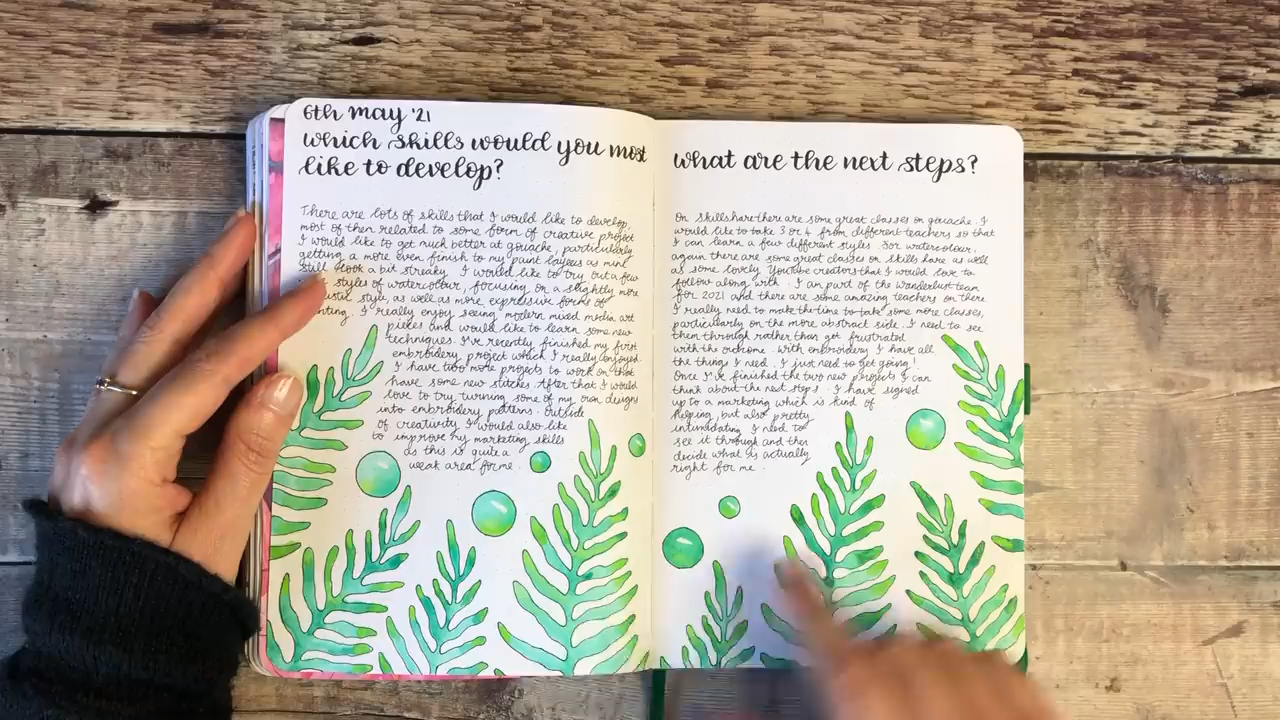 6th may '21
Which skills would you most
like to develop?
There are lots of skills that I would like to develop,
most of them related to some form of creative project
I would like to get much better at gouache, particularly
getting a more even finish to my paint layers as mine
still look a bit streaky. I would like to try out a few
styles of watercolour, focusing on a slightly more
style, as well as more expressive forms of
I really enjoy seeing modern mixed media art
pieces and would like to learn some new
techniques. I've recently finished my first
embroidery project which I really enjoyed
I have two more projects to work on that
have some new stitches. After that I would
love to try turning some of my own designs
into embroidery patterns. Outside
of creativity I would also like
to improve my marketing skills
as this is quite a
weak area for me.
what are the next steps?
On skillshare there are some great classes on gouache. I
would like to take 3 or 4 from different teachers so that
I can learn a few different styles. For watercolour,
again there are some great classes on skills hare as well
as some lovely YouTube creators that I would love to
follow along with. I am part of the wanderlust team
for 2021 and there are some amazing teachers on there
I really need to make the time to take some more classes,
particularly on the more abstract side. I need to see
them through rather than get frustrated
with the outcome. With embroidery I have all
the things I need. I just need to get going!
Once I've finished the two new projects I can
think about the next steps. I have signed
up to a marketing which is kind of
helping, but also pretty
intimidating. I need to
see it through and then
decide what is actually
right for me.